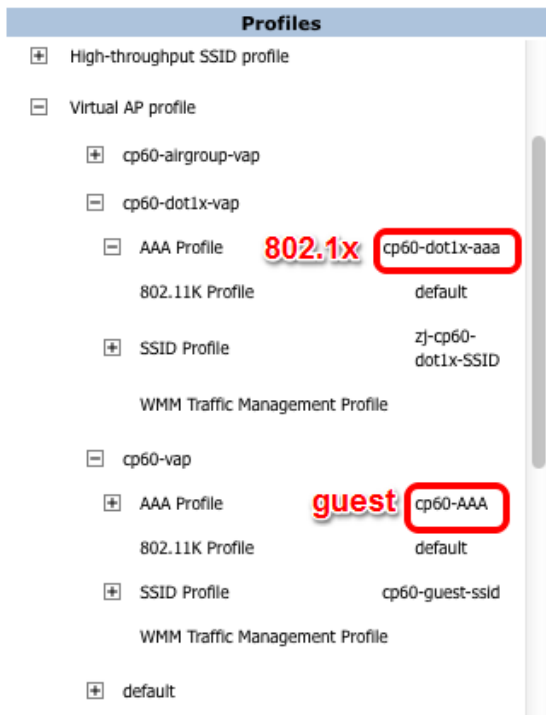 Profiles
High-throughput SSID profile
Virtual AP profile
cp60-airgroup-vap
cp60-dot1x-vap
AAA Profile 802.1x cp60-dot1x-aaa
802.11K Profile default
SSID Profile zj-cp60-
dot1x-SSID
WMM Traffic Management Profile
cp60-vap
AAA Profile guest cp60-AAA
802.11K Profile default
SSID Profile cp60-guest-ssid
WMM Traffic Management Profile
default